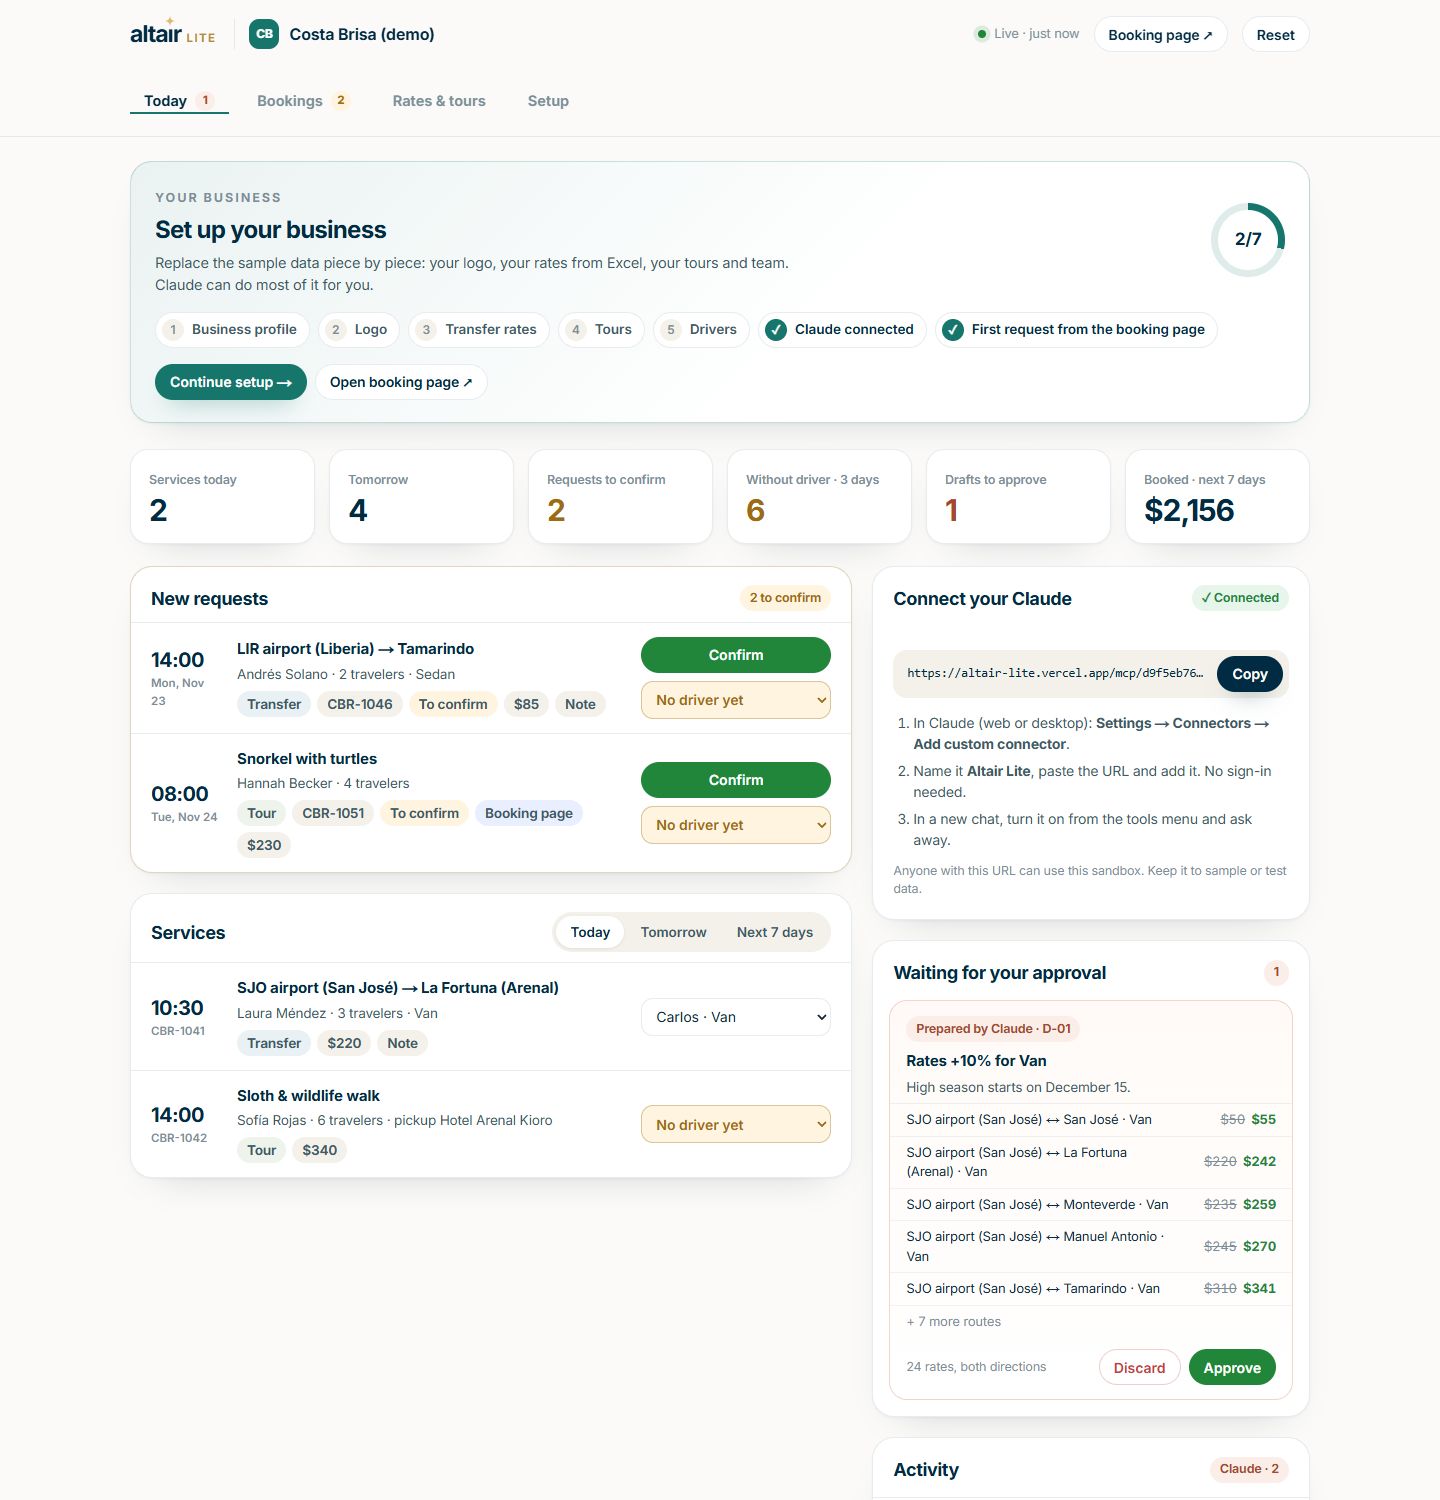 altair LITE
CB
Costa Brisa (demo)
Live · just now
Booking page ↗
Reset
Today 1
Bookings 2
Rates & tours
Setup
YOUR BUSINESS
Set up your business
Replace the sample data piece by piece: your logo, your rates from Excel, your tours and team.
Claude can do most of it for you.
2/7
1 Business profile
2 Logo
3 Transfer rates
4 Tours
5 Drivers
✓ Claude connected
✓ First request from the booking page
Continue setup →
Open booking page ↗
Services today
2
Tomorrow
4
Requests to confirm
2
Without driver · 3 days
6
Drafts to approve
1
Booked · next 7 days
$2,156
New requests
2 to confirm
14:00
Mon, Nov
23
LIR airport (Liberia) → Tamarindo
Andrés Solano · 2 travelers · Sedan
Transfer
CBR-1046
To confirm
$85
Note
Confirm
No driver yet
08:00
Tue, Nov 24
Snorkel with turtles
Hannah Becker · 4 travelers
Tour
CBR-1051
To confirm
Booking page
$230
Confirm
No driver yet
Services
Today
Tomorrow
Next 7 days
10:30
CBR-1041
SJO airport (San José) → La Fortuna (Arenal)
Laura Méndez · 3 travelers · Van
Transfer
$220
Note
Carlos · Van
14:00
CBR-1042
Sloth & wildlife walk
Sofía Rojas · 6 travelers · pickup Hotel Arenal Kioro
Tour
$340
No driver yet
Connect your Claude
✓ Connected
https://altair-lite.vercel.app/mcp/d9f5eb76…
Copy
1. In Claude (web or desktop): Settings → Connectors →
Add custom connector.
2. Name it Altair Lite, paste the URL and add it. No sign-in
needed.
3. In a new chat, turn it on from the tools menu and ask
away.
Anyone with this URL can use this sandbox. Keep it to sample or test
data.
Waiting for your approval
1
Prepared by Claude · D-01
Rates +10% for Van
High season starts on December 15.
SJO airport (San José) ↔ San José · Van
$50 $55
SJO airport (San José) ↔ La Fortuna
(Arenal) · Van
$220 $242
SJO airport (San José) ↔ Monteverde · Van
$235 $259
SJO airport (San José) ↔ Manuel Antonio ·
Van
$245 $270
SJO airport (San José) ↔ Tamarindo · Van
$310 $341
+ 7 more routes
24 rates, both directions
Discard
Approve
Activity
Claude · 2